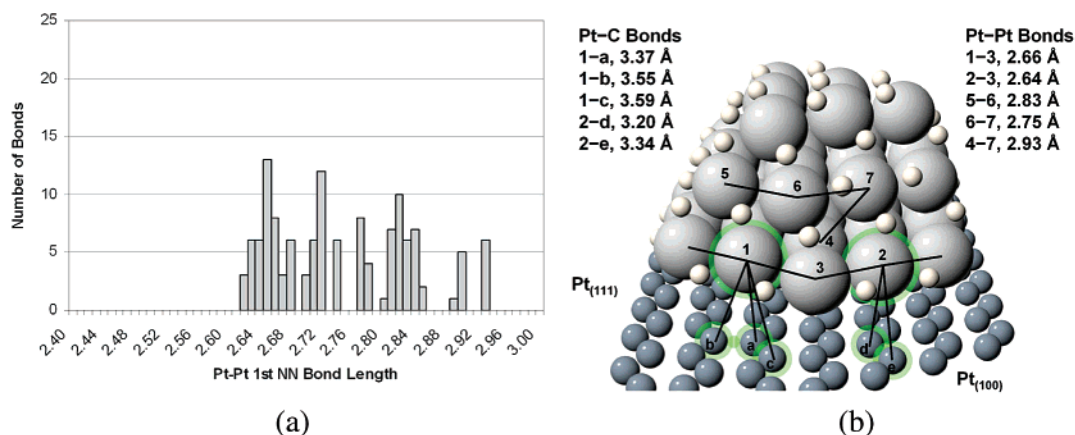 25
20
15
10
5
0
Number of Bonds
2.40 2.44 2.48 2.52 2.56 2.60 2.64 2.68 2.72 2.76 2.80 2.84 2.88 2.92 2.96 3.00
Pt-Pt 1st NN Bond Length
(a)
Pt−C Bonds
1−a, 3.37 Å
1−b, 3.55 Å
1−c, 3.59 Å
2−d, 3.20 Å
2−e, 3.34 Å
Pt−Pt Bonds
1−3, 2.66 Å
2−3, 2.64 Å
5−6, 2.83 Å
6−7, 2.75 Å
4−7, 2.93 Å
5 6 7
4
1 3 2
Pt(111)
b a c d e
Pt(100)
(b)